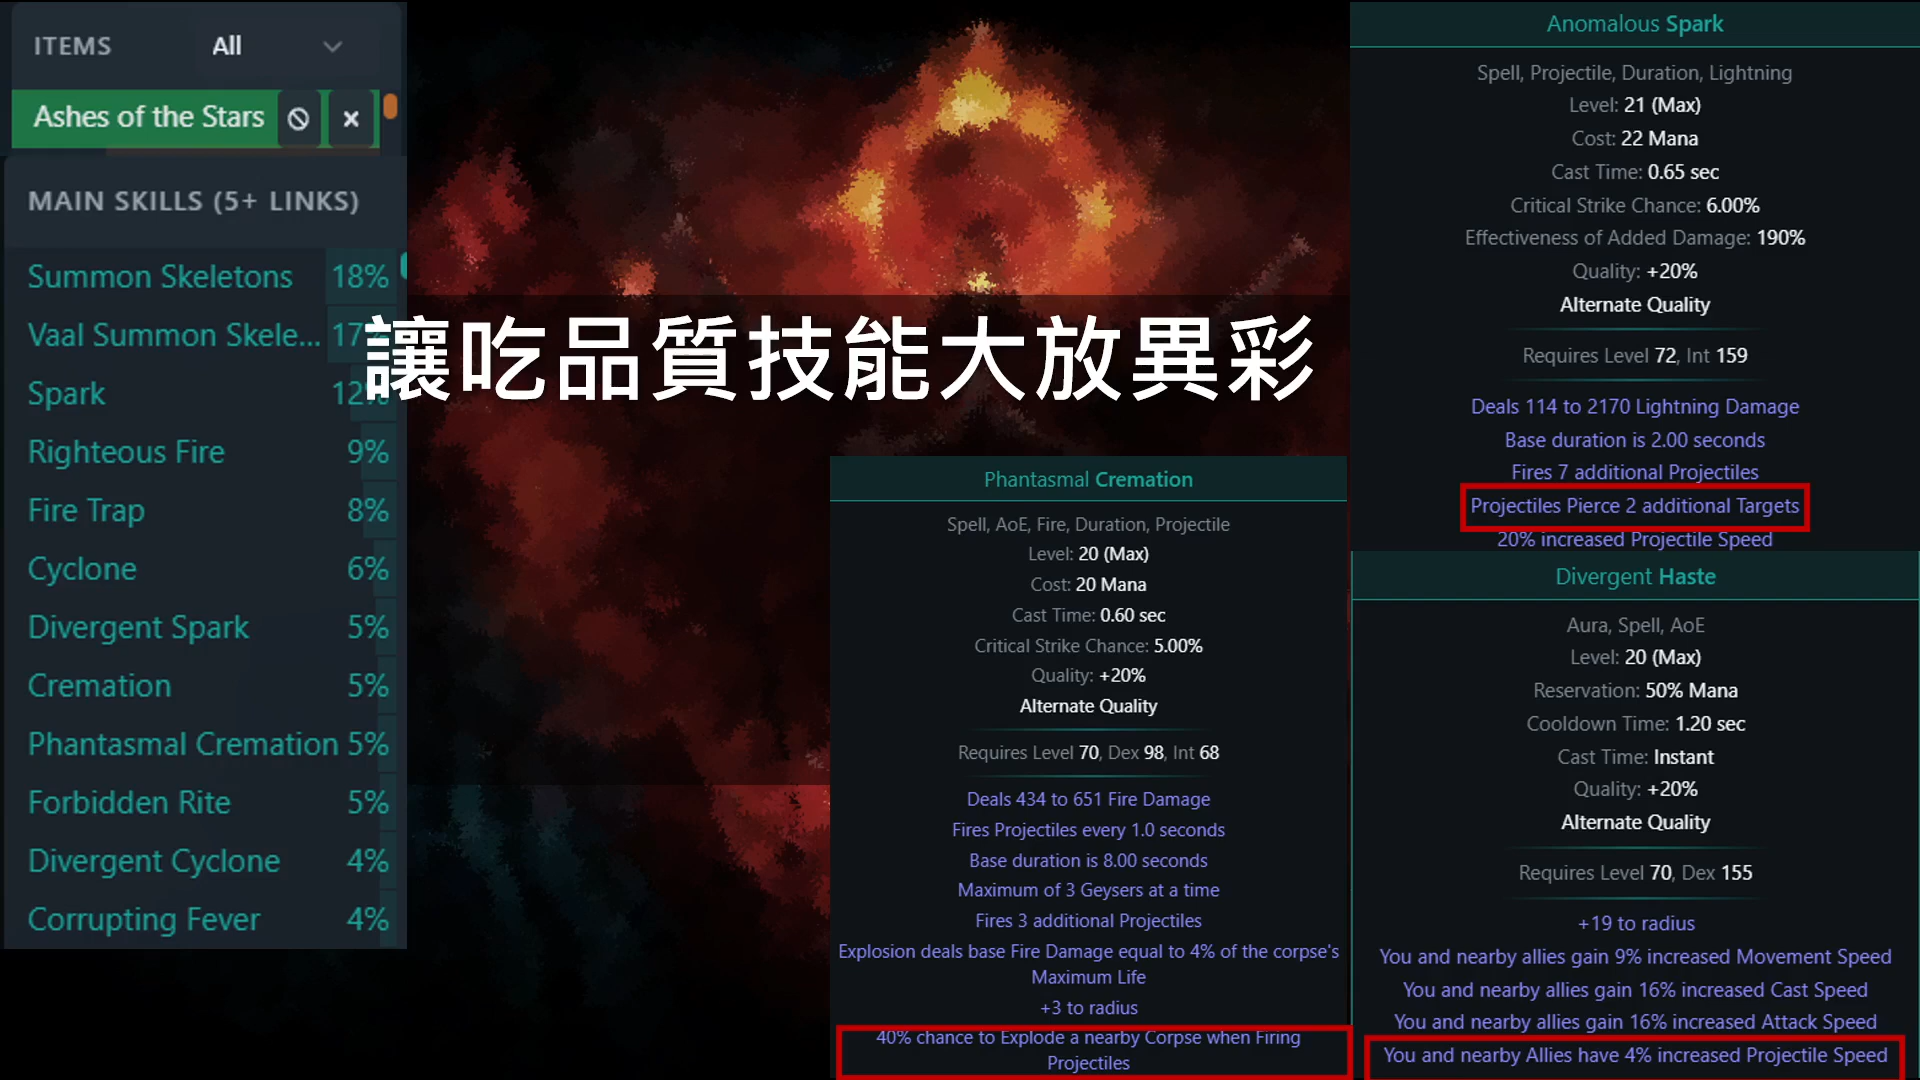 ITEMS
All
Ashes of the Stars
MAIN SKILLS (5+ LINKS)
Summon Skeletons 18%
Vaal Summon Skele... 17%
Spark 12%
Righteous Fire 9%
Fire Trap 8%
Cyclone 6%
Divergent Spark 5%
Cremation 5%
Phantasmal Cremation 5%
Forbidden Rite 5%
Divergent Cyclone 4%
Corrupting Fever 4%
讓吃品質技能大放異彩
Phantasmal Cremation
Spell, AoE, Fire, Duration, Projectile
Level: 20 (Max)
Cost: 20 Mana
Cast Time: 0.60 sec
Critical Strike Chance: 5.00%
Quality: +20%
Alternate Quality
Requires Level 70, Dex 98, Int 68
Deals 434 to 651 Fire Damage
Fires Projectiles every 1.0 seconds
Base duration is 8.00 seconds
Maximum of 3 Geysers at a time
Fires 3 additional Projectiles
Explosion deals base Fire Damage equal to 4% of the corpse's
Maximum Life
+3 to radius
40% chance to Explode a nearby Corpse when Firing
Projectiles
Anomalous Spark
Spell, Projectile, Duration, Lightning
Level: 21 (Max)
Cost: 22 Mana
Cast Time: 0.65 sec
Critical Strike Chance: 6.00%
Effectiveness of Added Damage: 190%
Quality: +20%
Alternate Quality
Requires Level 72, Int 159
Deals 114 to 2170 Lightning Damage
Base duration is 2.00 seconds
Fires 7 additional Projectiles
Projectiles Pierce 2 additional Targets
20% increased Projectile Speed
Divergent Haste
Aura, Spell, AoE
Level: 20 (Max)
Reservation: 50% Mana
Cooldown Time: 1.20 sec
Cast Time: Instant
Quality: +20%
Alternate Quality
Requires Level 70, Dex 155
+19 to radius
You and nearby allies gain 9% increased Movement Speed
You and nearby allies gain 16% increased Cast Speed
You and nearby allies gain 16% increased Attack Speed
You and nearby Allies have 4% increased Projectile Speed